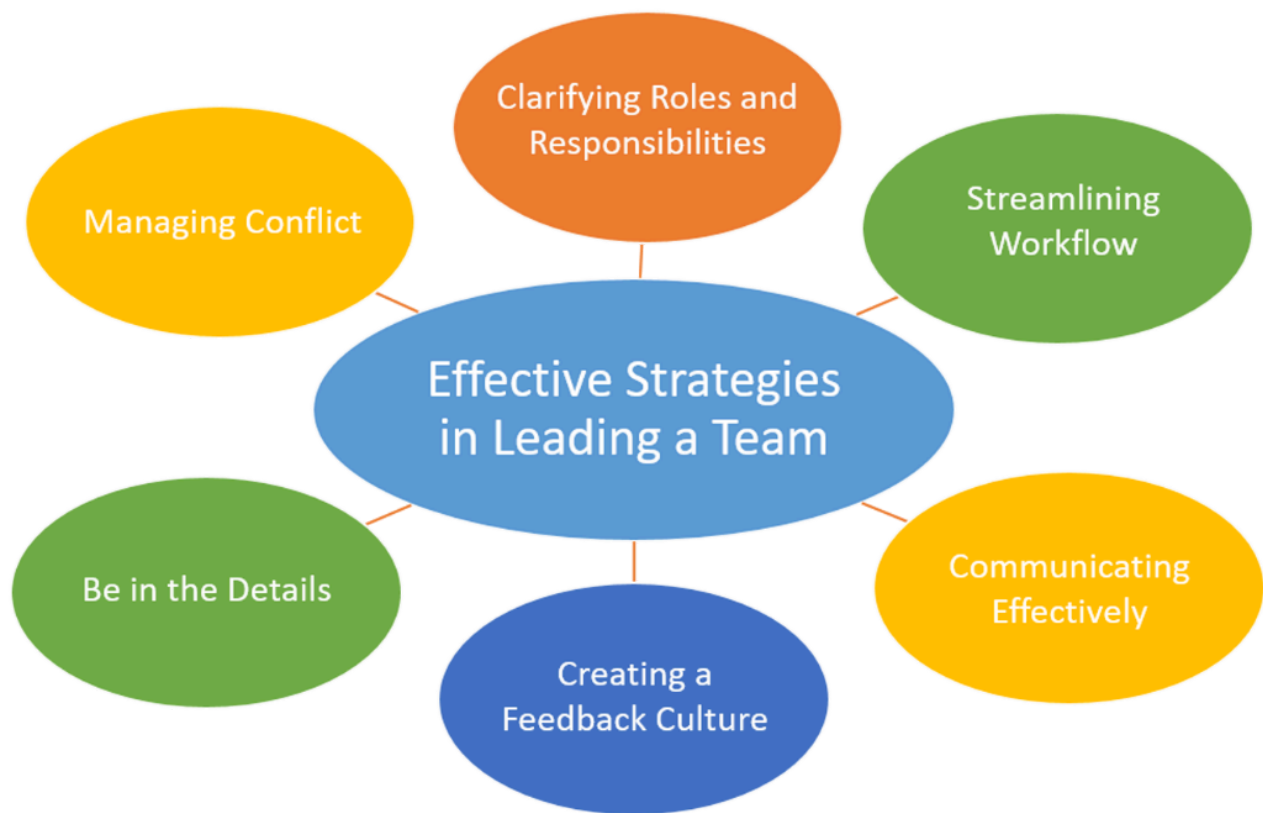 Clarifying Roles and
Responsibilities
Managing Conflict
Streamlining
Workflow
Effective Strategies
in Leading a Team
Be in the Details
Communicating
Effectively
Creating a
Feedback Culture